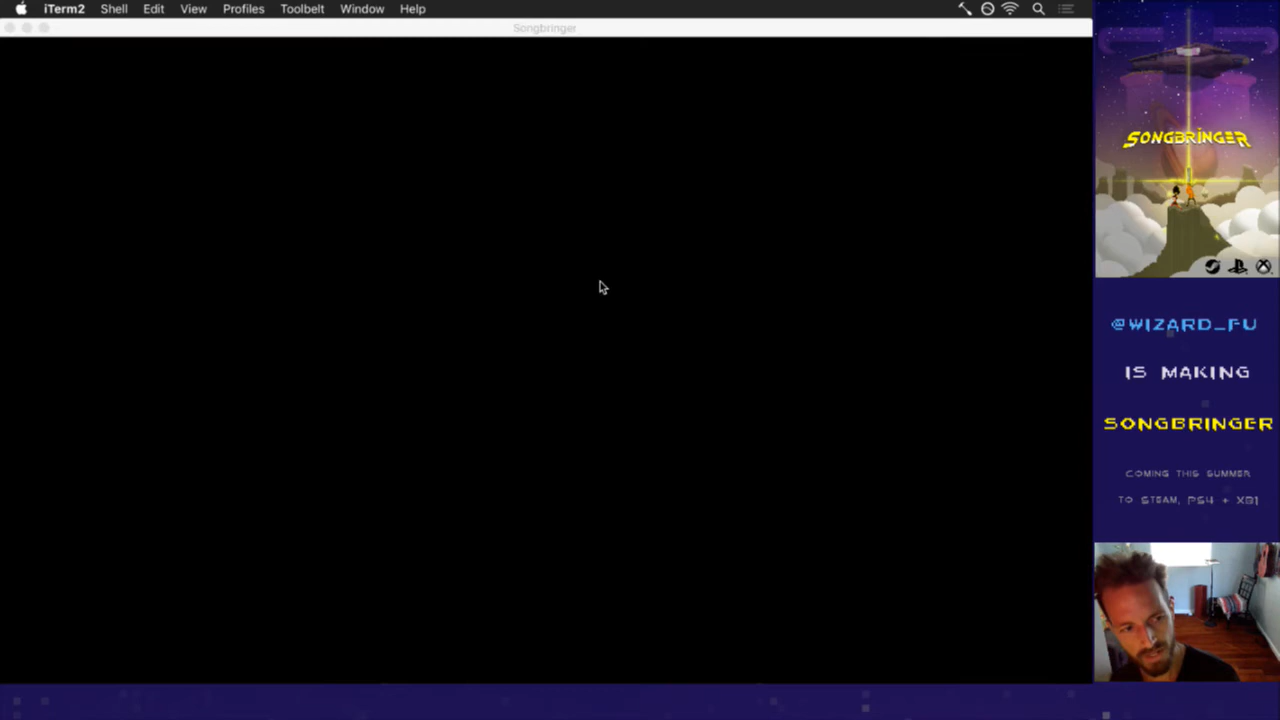 iTerm2 Shell Edit View Profiles Toolbelt Window Help
Songbringer
SONGBRINGER
@WIZARD_FU
IS MAKING
SONGBRINGER
COMING THIS SUMMER
TO STEAM, PS4 + XB1